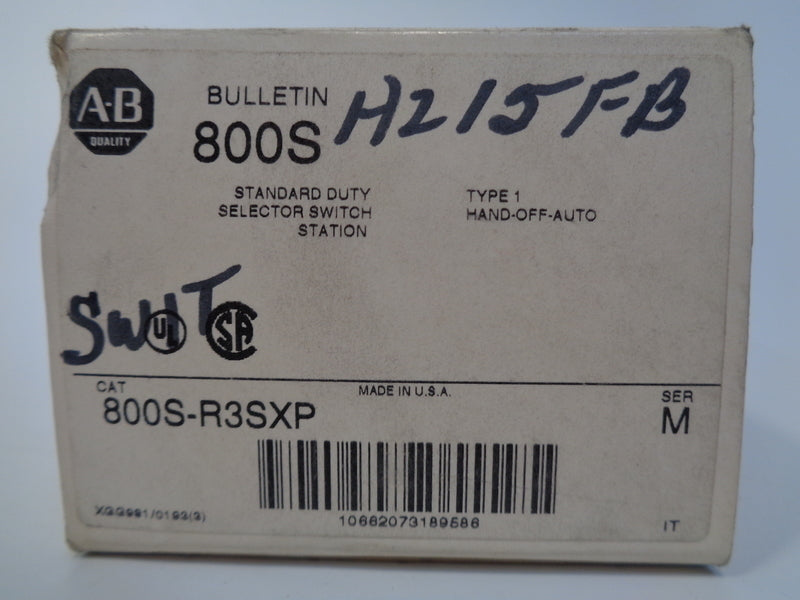 A-B
QUALITY
BULLETIN
800S
H215FB
STANDARD DUTY
SELECTOR SWITCH
STATION
TYPE 1
HAND-OFF-AUTO
SWIT
UL
SA
CAT
800S-R3SXP
MADE IN U.S.A.
SER
M
10662073189586
IT